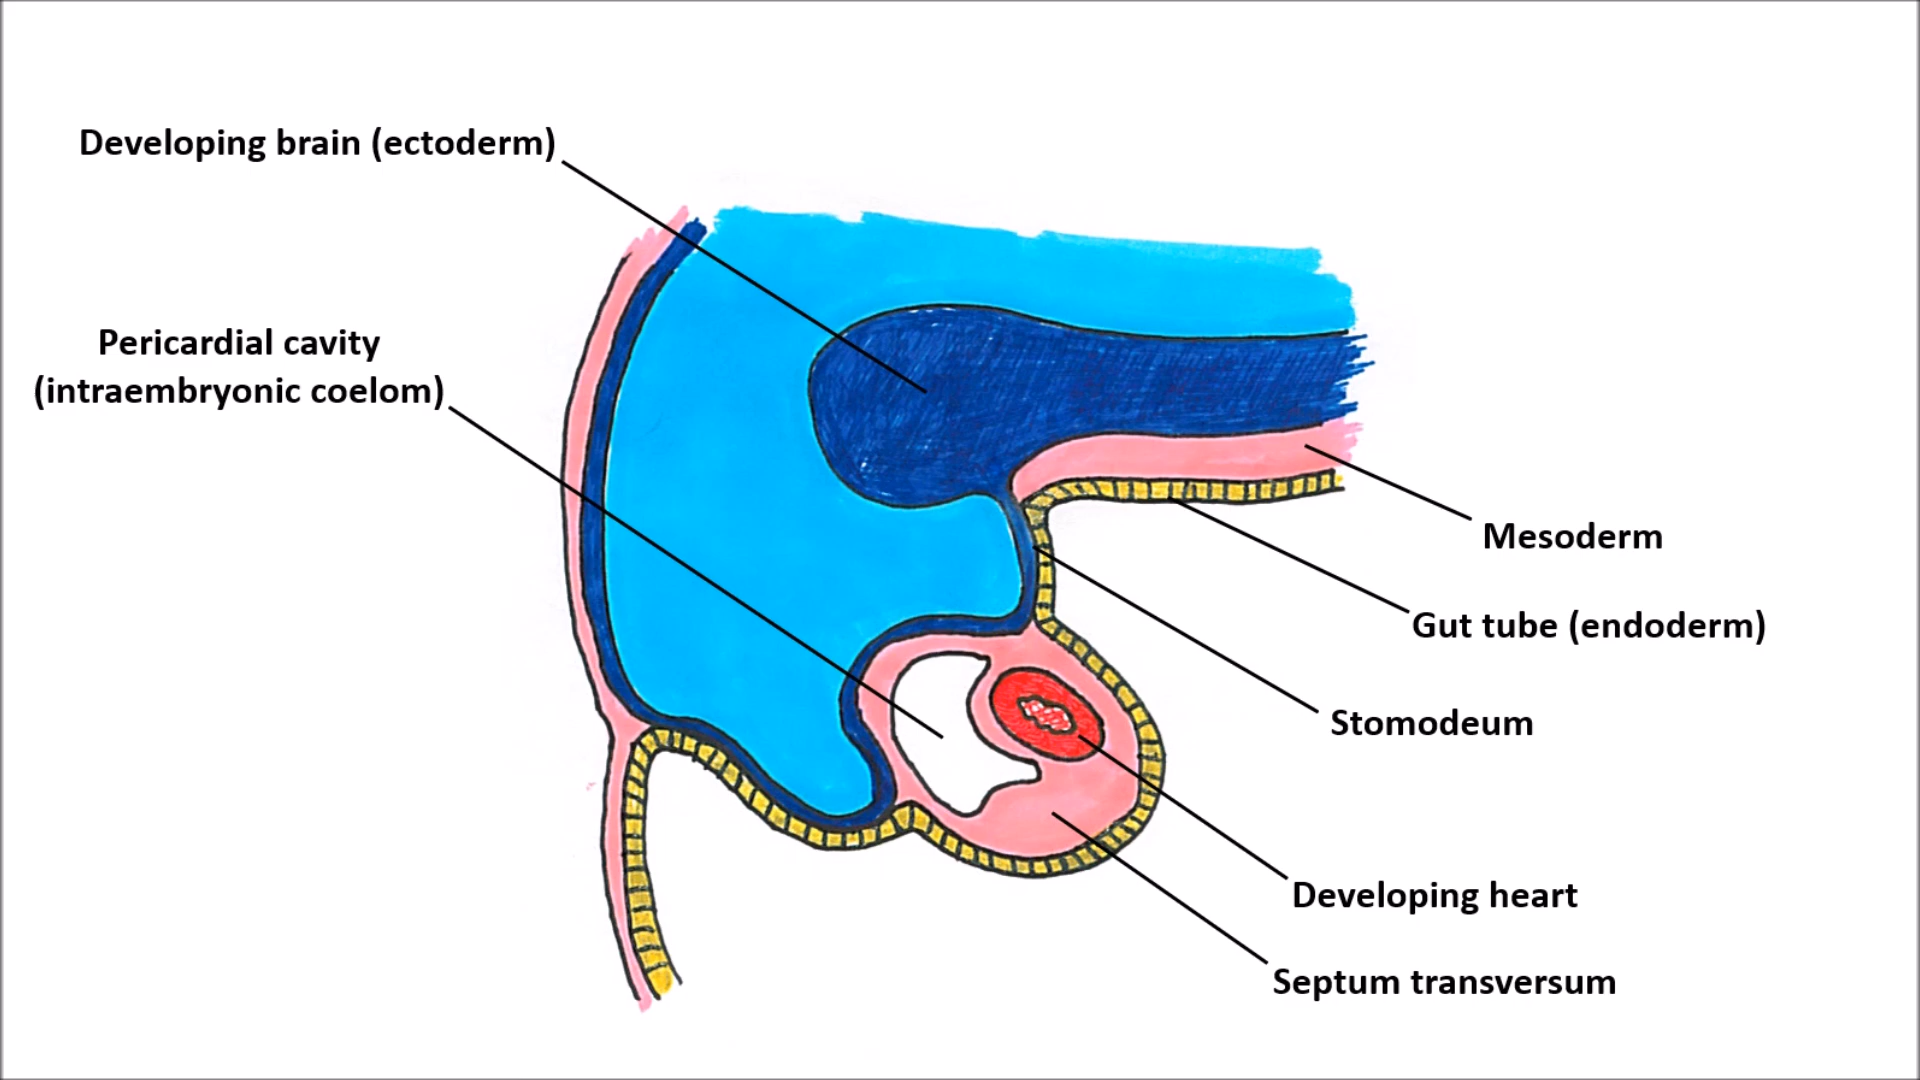 Developing brain (ectoderm)
Pericardial cavity
(intraembryonic coelom)
Mesoderm
Gut tube (endoderm)
Stomodeum
Developing heart
Septum transversum